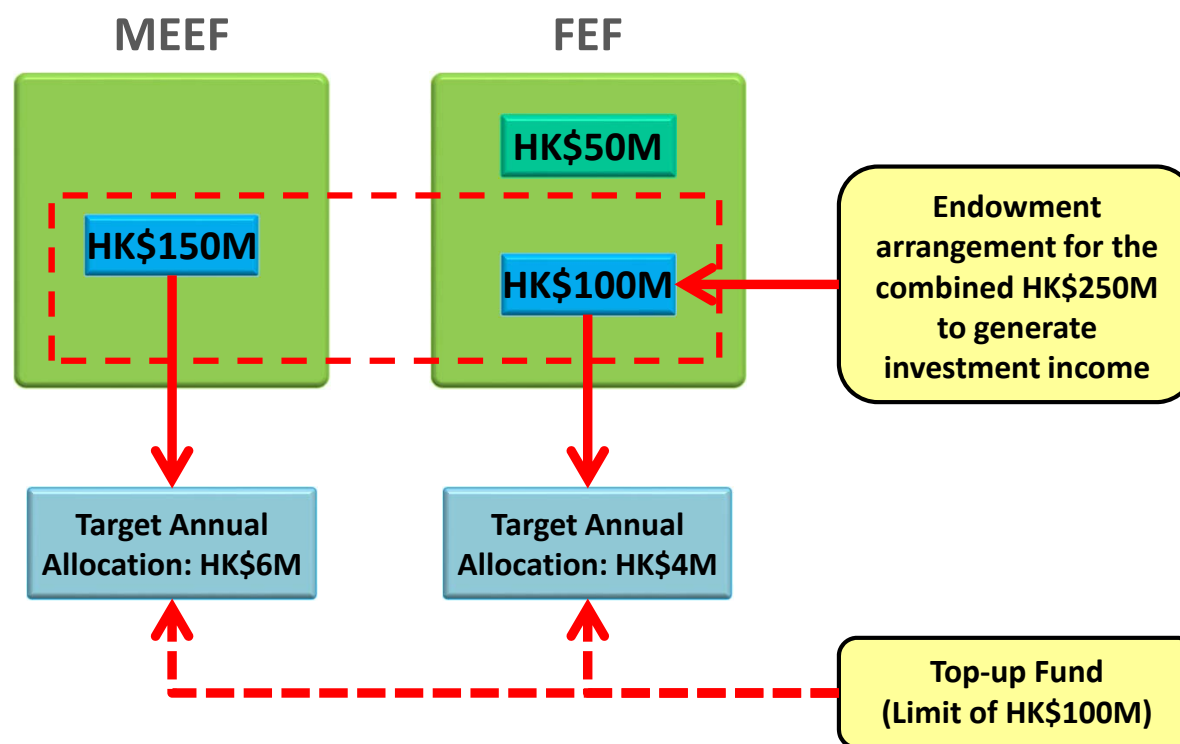 MEEF
FEF
HK$50M
HK$150M
HK$100M
Endowment
arrangement for the
combined HK$250M
to generate
investment income
Target Annual
Allocation: HK$6M
Target Annual
Allocation: HK$4M
Top-up Fund
(Limit of HK$100M)